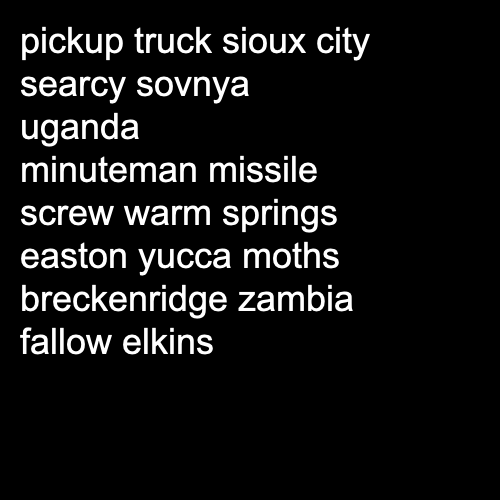 pickup truck sioux city
searcy sovnya
uganda
minuteman missile
screw warm springs
easton yucca moths
breckenridge zambia
fallow elkins